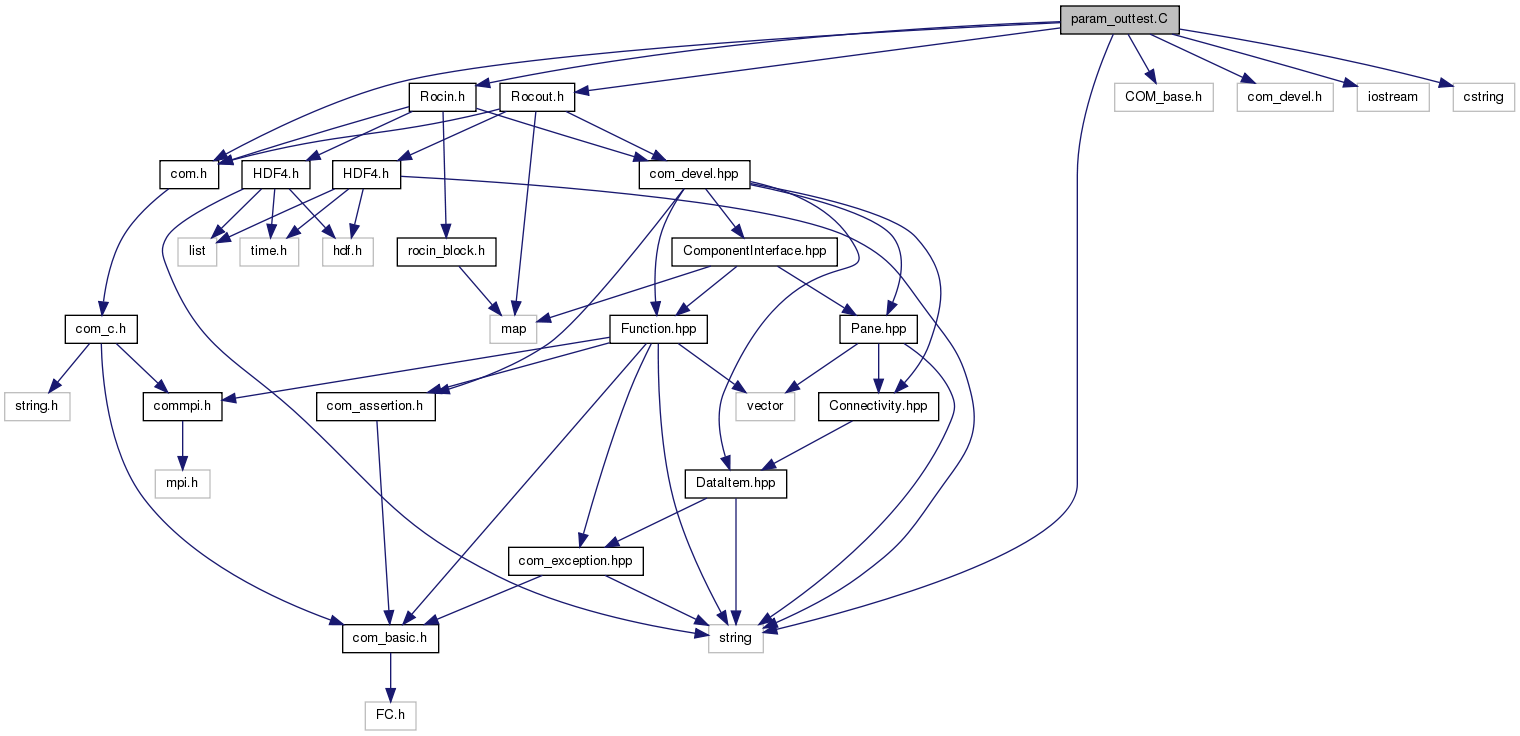 param_outtest.C
Rocin.h
Rocout.h
COM_base.h
com_devel.h
iostream
cstring
com.h
HDF4.h
HDF4.h
com_devel.hpp
list
time.h
hdf.h
rocin_block.h
ComponentInterface.hpp
com_c.h
map
Function.hpp
Pane.hpp
string.h
commpi.h
com_assertion.h
vector
Connectivity.hpp
mpi.h
DataItem.hpp
com_exception.hpp
com_basic.h
string
FC.h